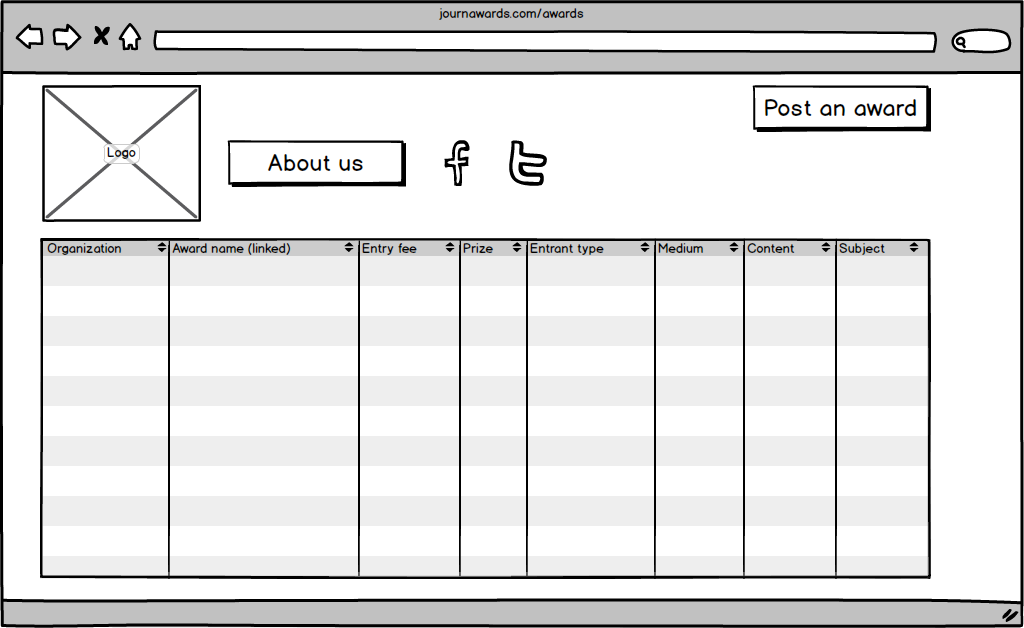 journawards.com/awards
Post an award
Logo
About us
Organization Award name (linked) Entry fee Prize Entrant type Medium Content Subject